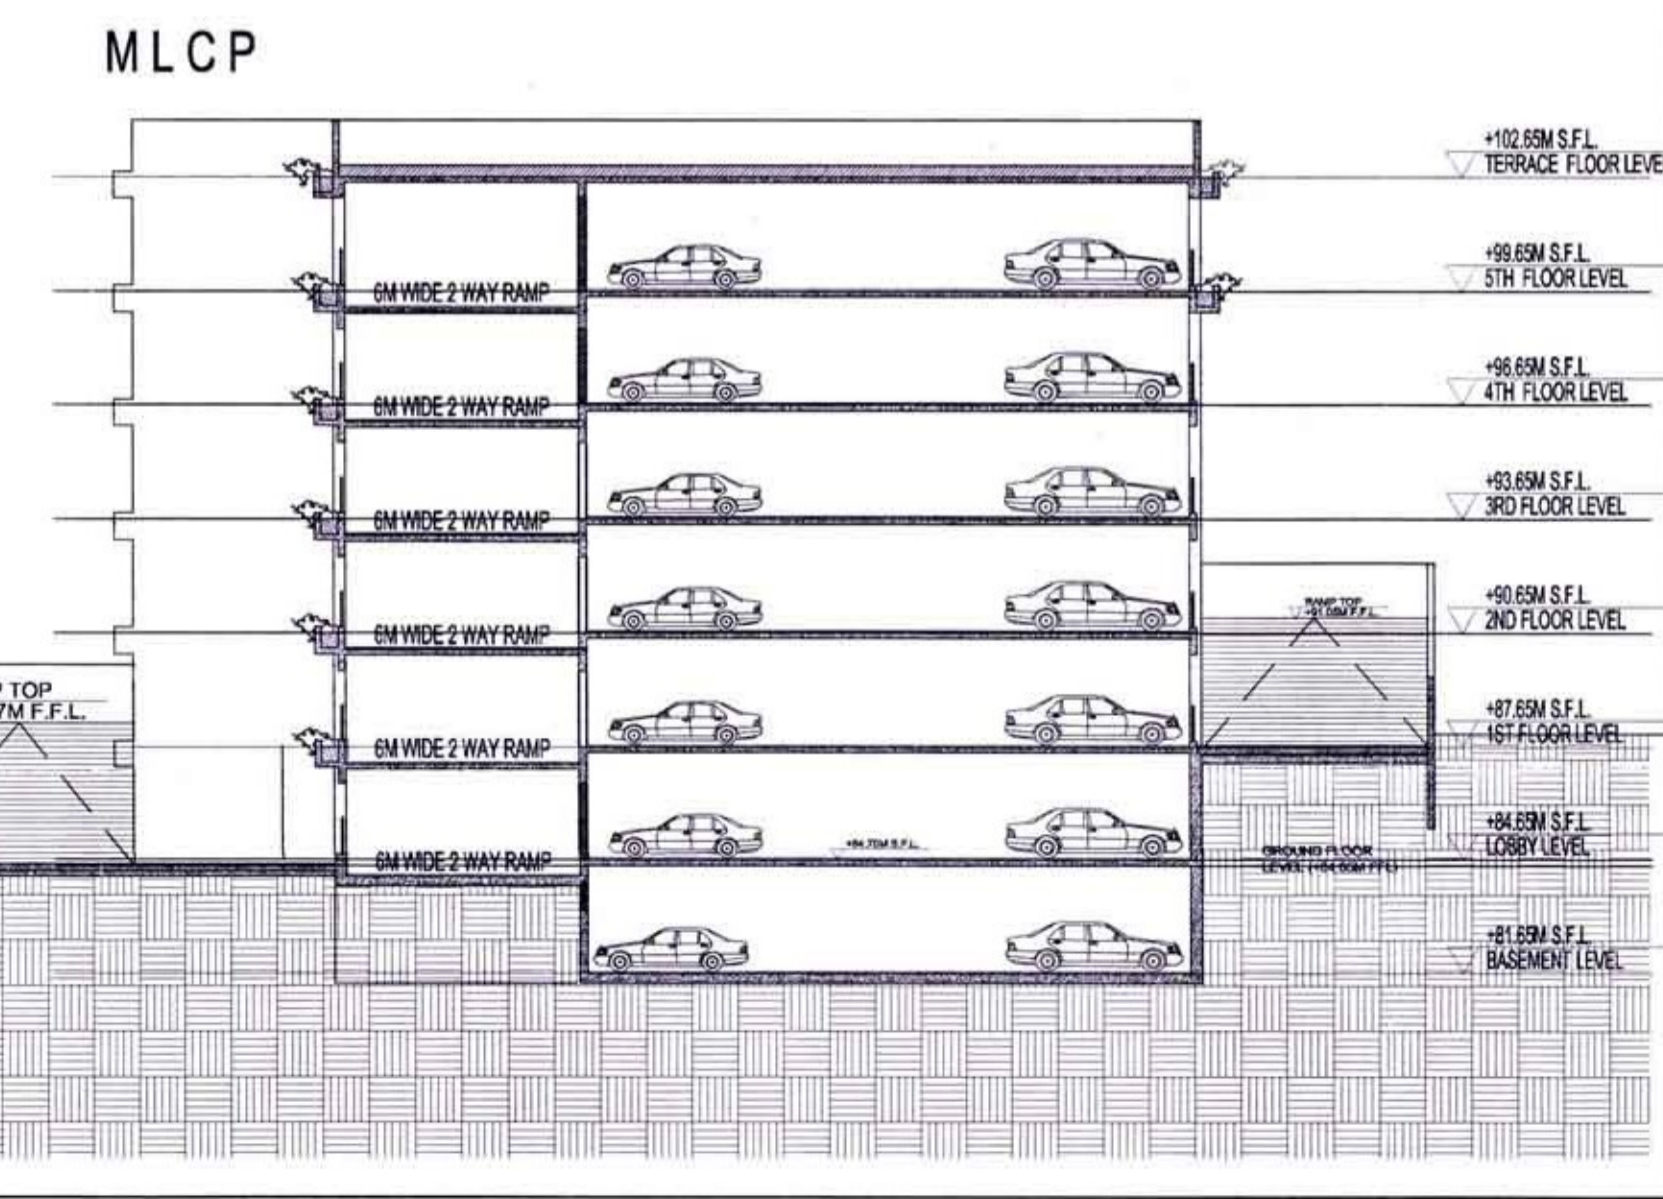 MLCP
+102.65M S.F.L.
TERRACE FLOOR LEVE
+99.65M S.F.L.
5TH FLOOR LEVEL
6M WIDE 2 WAY RAMP
+96.65M S.F.L.
4TH FLOOR LEVEL
6M WIDE 2 WAY RAMP
+93.65M S.F.L.
3RD FLOOR LEVEL
6M WIDE 2 WAY RAMP
+90.65M S.F.L.
RAMP TOP
2ND FLOOR LEVEL
6M WIDE 2 WAY RAMP
TOP
7M F.F.L.
+87.65M S.F.L.
1ST FLOOR LEVEL
6M WIDE 2 WAY RAMP
+84.65M S.F.L.
LOBBY LEVEL
GROUND FLOOR
6M WIDE 2 WAY RAMP
+81.65M S.F.L.
BASEMENT LEVEL